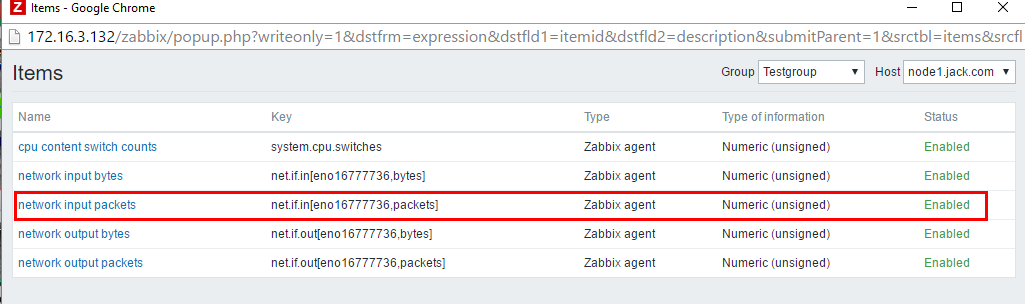 Z Items - Google Chrome
172.16.3.132/zabbix/popup.php?writeonly=1&dstfrm=expression&dstfld1=itemid&dstfld2=description&submitParent=1&srctbl=items&srcfl
Items Group Testgroup Host node1.jack.com
Name Key Type Type of information Status
cpu content switch counts system.cpu.switches Zabbix agent Numeric (unsigned) Enabled
network input bytes net.if.in[eno16777736,bytes] Zabbix agent Numeric (unsigned) Enabled
network input packets net.if.in[eno16777736,packets] Zabbix agent Numeric (unsigned) Enabled
network output bytes net.if.out[eno16777736,bytes] Zabbix agent Numeric (unsigned) Enabled
network output packets net.if.out[eno16777736,packets] Zabbix agent Numeric (unsigned) Enabled